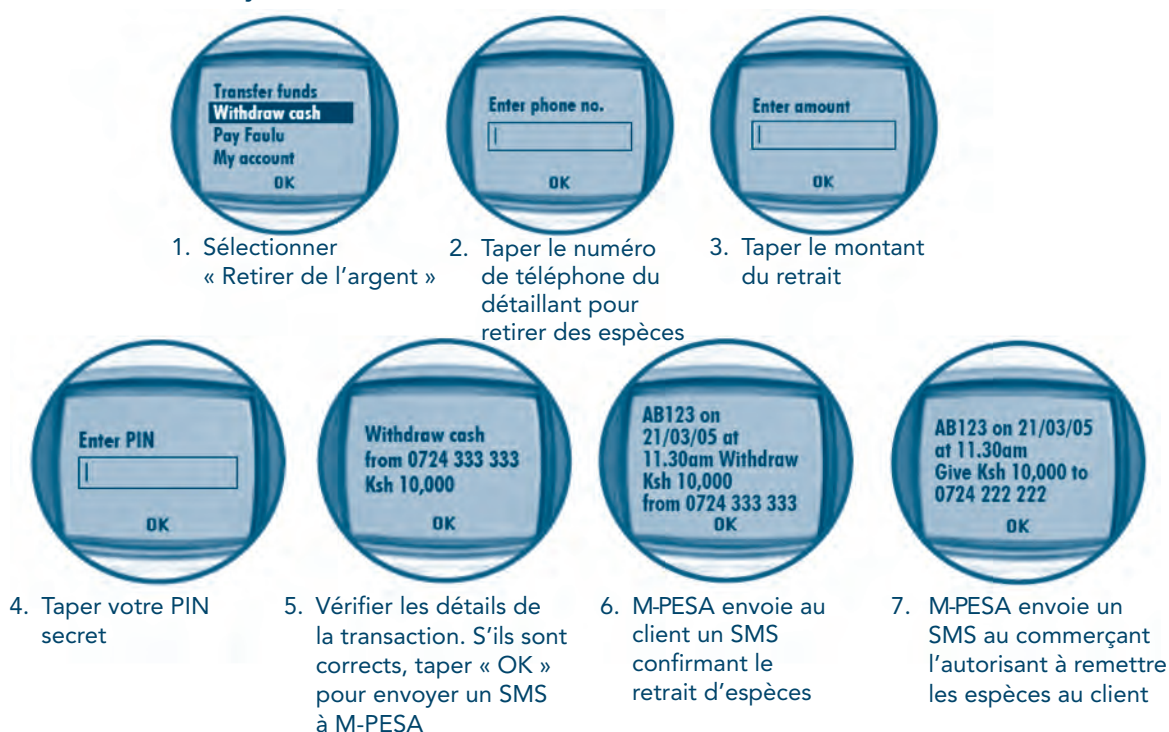 Transfer funds
Withdraw cash
Pay Faulu
My account
OK
Enter phone no.
OK
Enter amount
OK
1. Sélectionner
« Retirer de l'argent »
2. Taper le numéro
de téléphone du
détaillant pour
retirer des espèces
3. Taper le montant
du retrait
Enter PIN
OK
Withdraw cash
from 0724 333 333
Ksh 10,000
OK
AB123 on
21/03/05 at
11.30am Withdraw
Ksh 10,000
from 0724 333 333
OK
AB123 on 21/03/05
at 11.30am
Give Ksh 10,000 to
0724 222 222
OK
4. Taper votre PIN
secret
5. Vérifier les détails de
la transaction. S'ils sont
corrects, taper « OK »
pour envoyer un SMS
à M-PESA
6. M-PESA envoie au
client un SMS
confirmant le
retrait d'espèces
7. M-PESA envoie un
SMS au commerçant
l'autorisant à remettre
les espèces au client